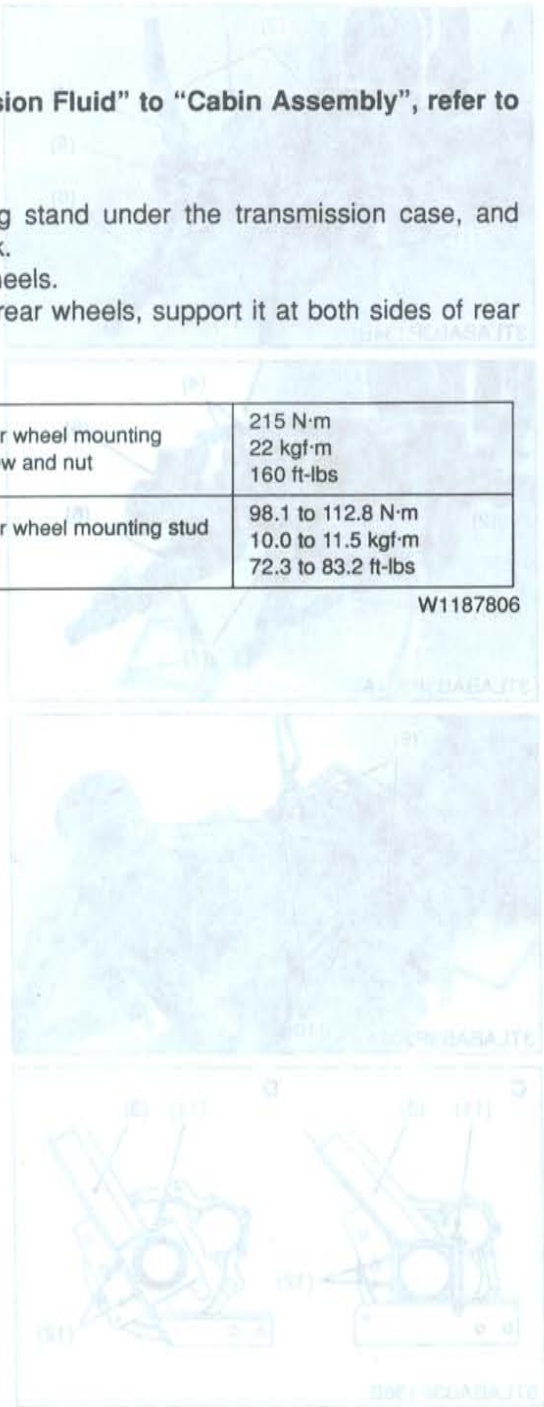 sion Fluid” to “Cabin Assembly”, refer to
g stand under the transmission case, and
k.
heels.
rear wheels, support it at both sides of rear
r wheel mounting
w and nut
215 N·m
22 kgf·m
160 ft-lbs
r wheel mounting stud
98.1 to 112.8 N·m
10.0 to 11.5 kgf·m
72.3 to 83.2 ft-lbs
W1187806